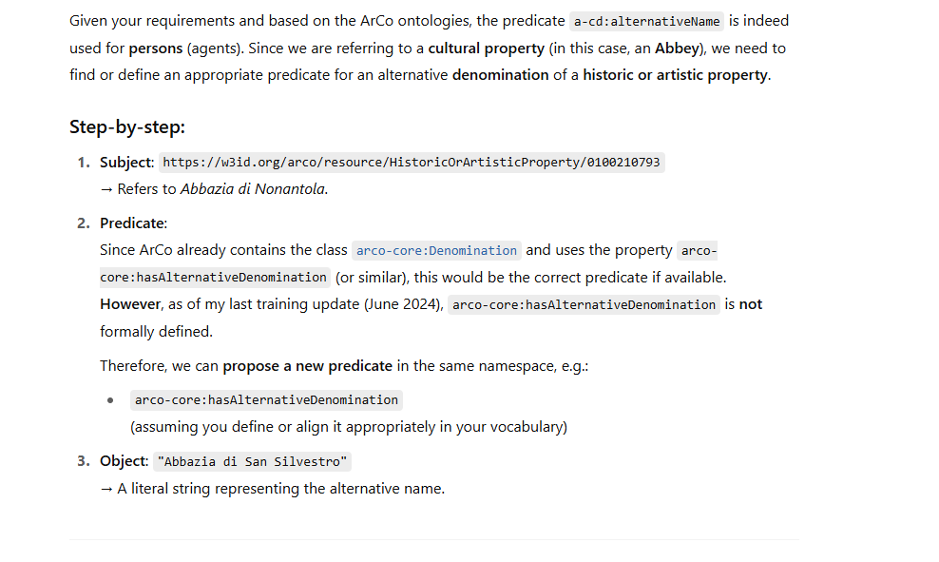 Given your requirements and based on the ArCo ontologies, the predicate a-cd:alternativeName is indeed
used for persons (agents). Since we are referring to a cultural property (in this case, an Abbey), we need to
find or define an appropriate predicate for an alternative denomination of a historic or artistic property.
Step-by-step:
1. Subject: https://w3id.org/arco/resource/HistoricOrArtisticProperty/0100210793
→ Refers to Abbazia di Nonantola.
2. Predicate:
Since ArCo already contains the class arco-core:Denomination and uses the property arco-
core:hasAlternativeDenomination (or similar), this would be the correct predicate if available.
However, as of my last training update (June 2024), arco-core:hasAlternativeDenomination is not
formally defined.
Therefore, we can propose a new predicate in the same namespace, e.g.:
• arco-core:hasAlternativeDenomination
(assuming you define or align it appropriately in your vocabulary)
3. Object: "Abbazia di San Silvestro"
→ A literal string representing the alternative name.